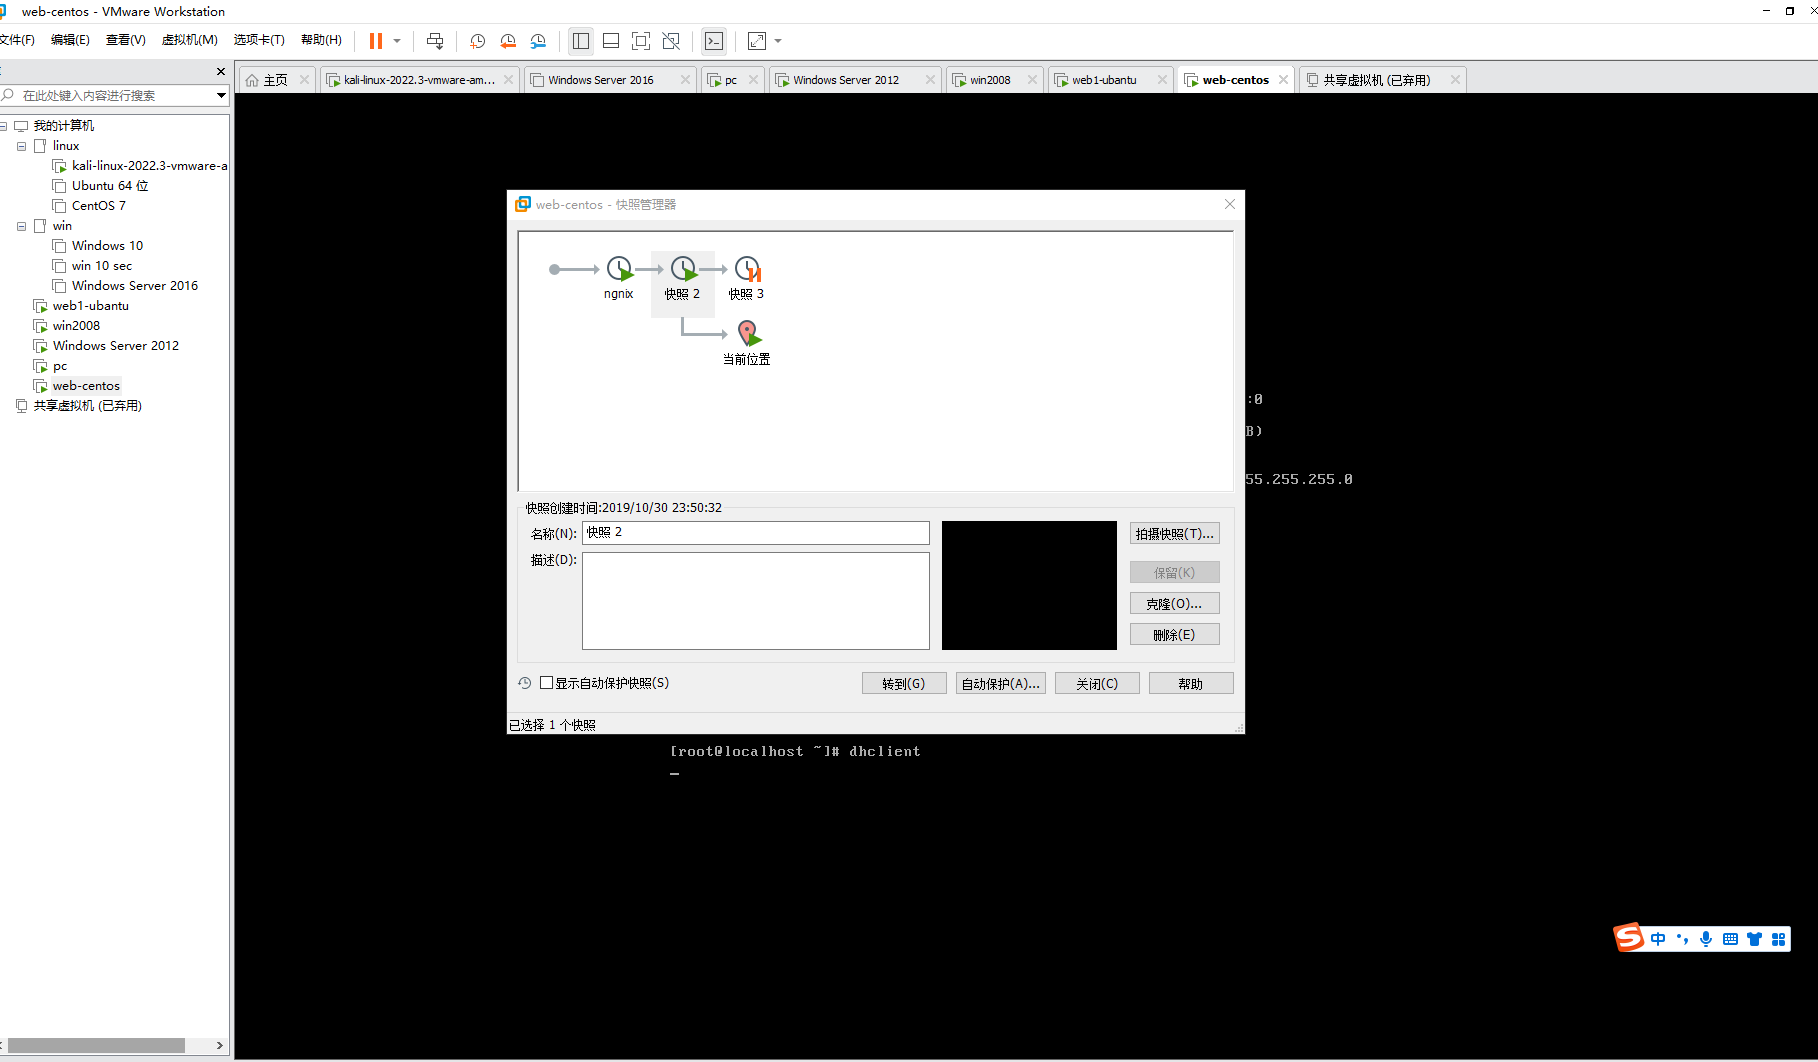 web-centos - VMware Workstation
文件(F) 编辑(E) 查看(V) 虚拟机(M) 选项卡(T) 帮助(H)
主页 kali-linux-2022.3-vmware-am... Windows Server 2016 pc Windows Server 2012 win2008 web1-ubantu web-centos 共享虚拟机 (已弃用)
在此处键入内容进行搜索
我的计算机
linux
kali-linux-2022.3-vmware-a
Ubuntu 64 位
CentOS 7
win
Windows 10
win 10 sec
Windows Server 2016
web1-ubantu
win2008
Windows Server 2012
pc
web-centos
共享虚拟机 (已弃用)
web-centos - 快照管理器
ngnix 快照 2 快照 3
当前位置
:0
B)
55.255.255.0
快照创建时间:2019/10/30 23:50:32
名称(N): 快照 2
描述(D):
拍摄快照(T)...
保留(K)
克隆(O)...
删除(E)
显示自动保护快照(S)
转到(G) 自动保护(A)... 关闭(C) 帮助
已选择 1 个快照
[root@localhost ~]# dhclient
_
S 中